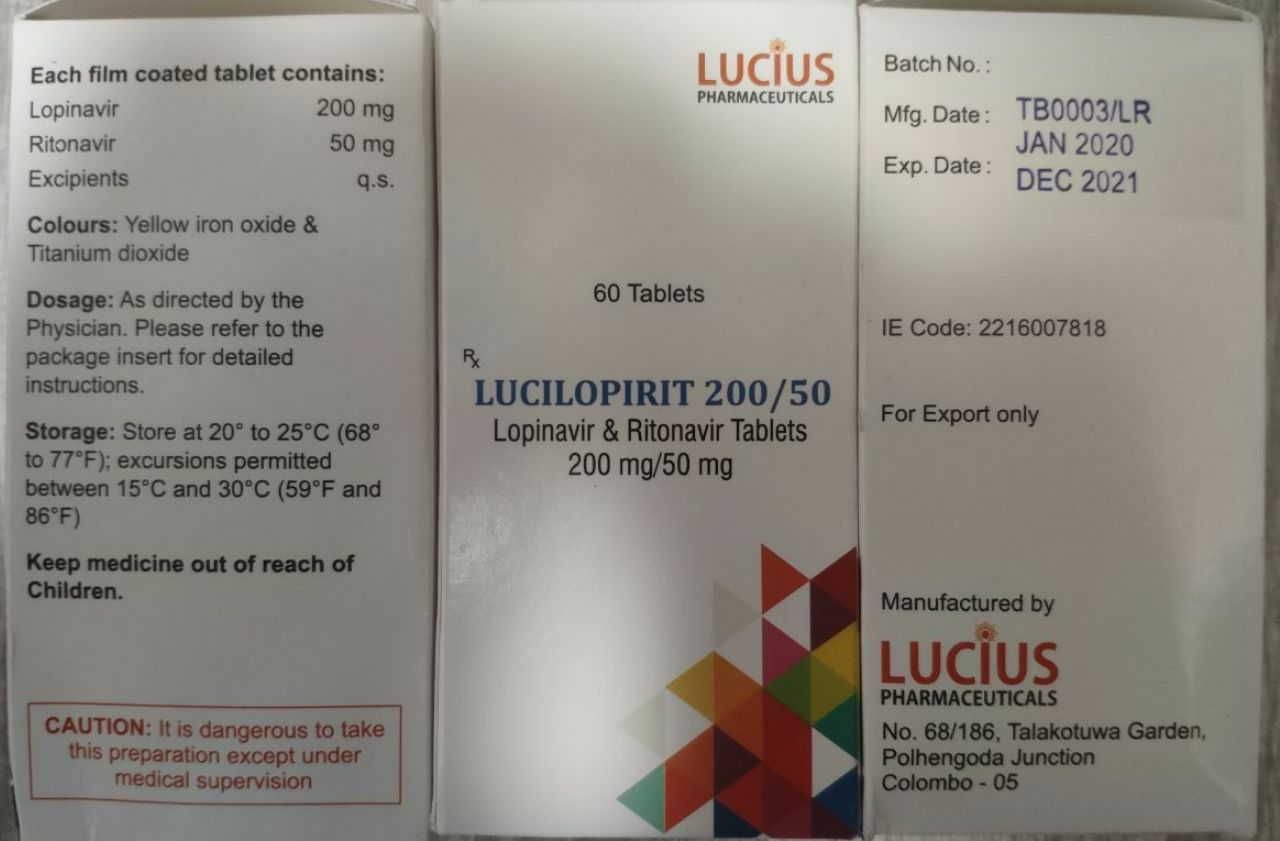 Each film coated tablet contains:
Lopinavir 200 mg
Ritonavir 50 mg
Excipients q.s.
Colours: Yellow iron oxide &
Titanium dioxide
Dosage: As directed by the
Physician. Please refer to the
package insert for detailed
instructions.
Storage: Store at 20° to 25°C (68°
to 77°F); excursions permitted
between 15°C and 30°C (59°F and
86°F)
Keep medicine out of reach of
Children.
CAUTION: It is dangerous to take
this preparation except under
medical supervision
LUCIUS
PHARMACEUTICALS
60 Tablets
Rx
LUCILOPIRIT 200/50
Lopinavir & Ritonavir Tablets
200 mg/50 mg
Batch No. :
Mfg. Date : TB0003/LR
JAN 2020
Exp. Date : DEC 2021
IE Code: 2216007818
For Export only
Manufactured by
LUCIUS
PHARMACEUTICALS
No. 68/186, Talakotuwa Garden,
Polhengoda Junction
Colombo - 05